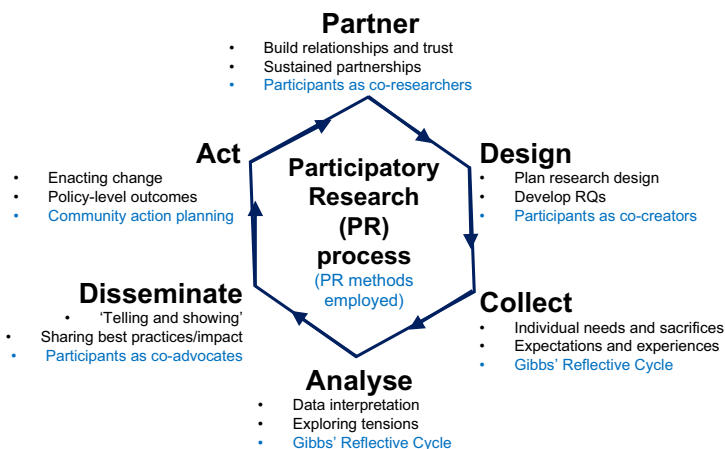 Partner
• Build relationships and trust
• Sustained partnerships
• Participants as co-researchers
Act
• Enacting change
• Policy-level outcomes
• Community action planning
Participatory
Research
(PR)
process
(PR methods
employed)
Design
• Plan research design
• Develop RQs
• Participants as co-creators
Disseminate
• ‘Telling and showing’
• Sharing best practices/impact
• Participants as co-advocates
Collect
• Individual needs and sacrifices
• Expectations and experiences
• Gibbs’ Reflective Cycle
Analyse
• Data interpretation
• Exploring tensions
• Gibbs’ Reflective Cycle